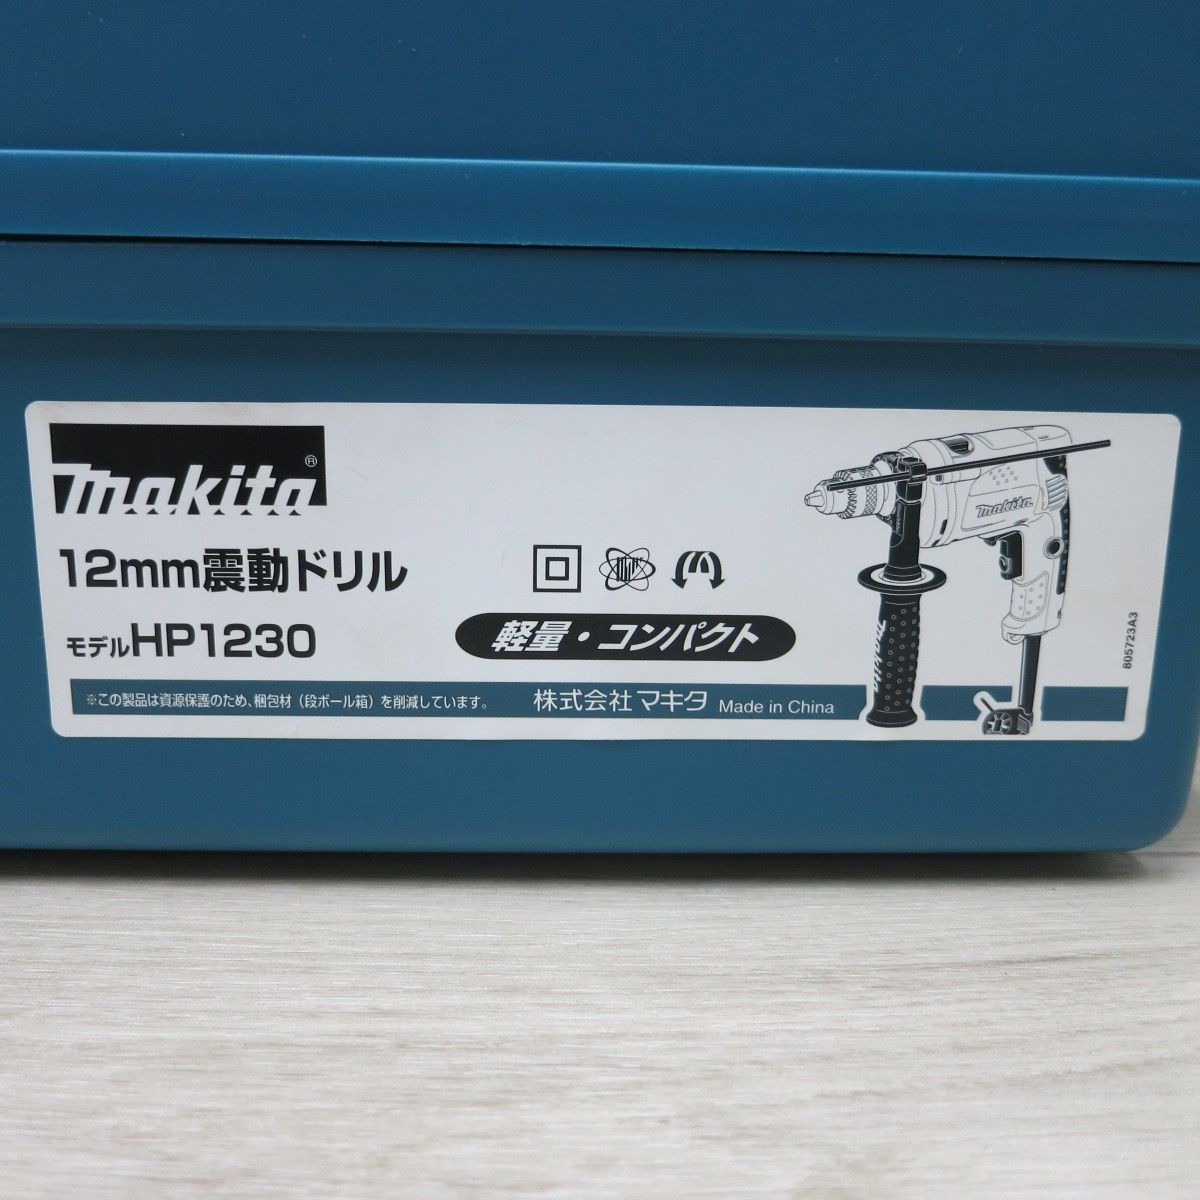 makita®
12mm震動ドリル
モデルHP1230
軽量・コンパクト
※この製品は資源保護のため、梱包材（段ボール箱）を削減しています。
株式会社 マキタ Made in China
makita
makita
805723A3